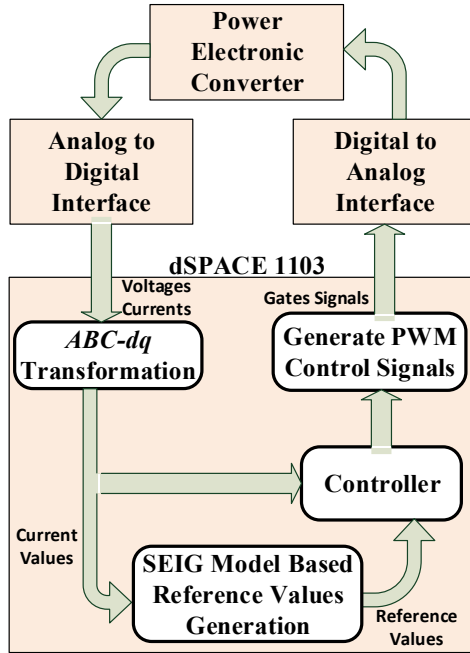 Power
Electronic
Converter
Analog to
Digital
Interface
Digital to
Analog
Interface
dSPACE 1103
Voltages
Currents
Gates Signals
ABC-dq
Transformation
Generate PWM
Control Signals
Controller
Current
Values
SEIG Model Based
Reference Values
Generation
Reference
Values